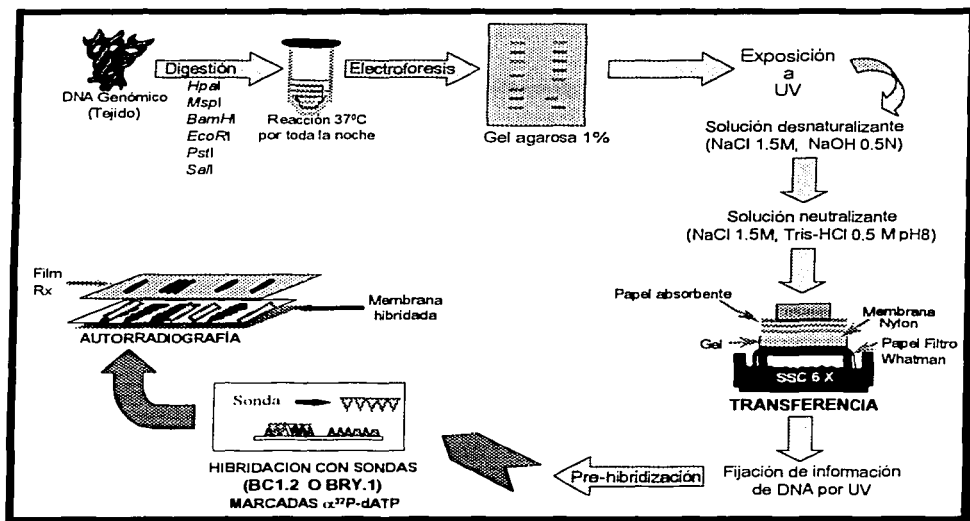 DNA Genómico
(Tejido)
Digestión
HpaI
MspI
BamHI
EcoRI
PstI
SalI
Reacción 37ºC
por toda la noche
Electroforesis
Gel agarosa 1%
Exposición
a
UV
Solución desnaturalizante
(NaCl 1.5M, NaOH 0.5N)
Solución neutralizante
(NaCl 1.5M, Tris-HCl 0.5 M pH8)
Papel absorbente
Membrana
Nylon
Gel
Papel Filtro
Whatman
SSC 6 X
TRANSFERENCIA
Fijación de información
de DNA por UV
Pre-hibridización
Sonda
HIBRIDACION CON SONDAS
(BC1.2 O BRY.1)
MARCADAS α³⁷P-dATP
Film
Rx
Membrana
hibridada
AUTORRADIOGRAFÍA